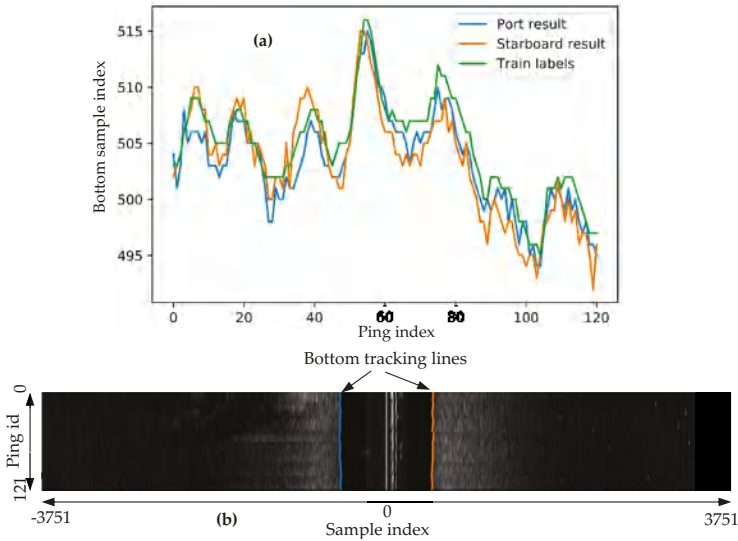 (a)
Port result
Starboard result
Train labels
Bottom sample index
515
510
505
500
495
0 20 40 60 80 100 120
Ping index
Bottom tracking lines
Ping id
0
121
-3751
0
3751
(b)
Sample index